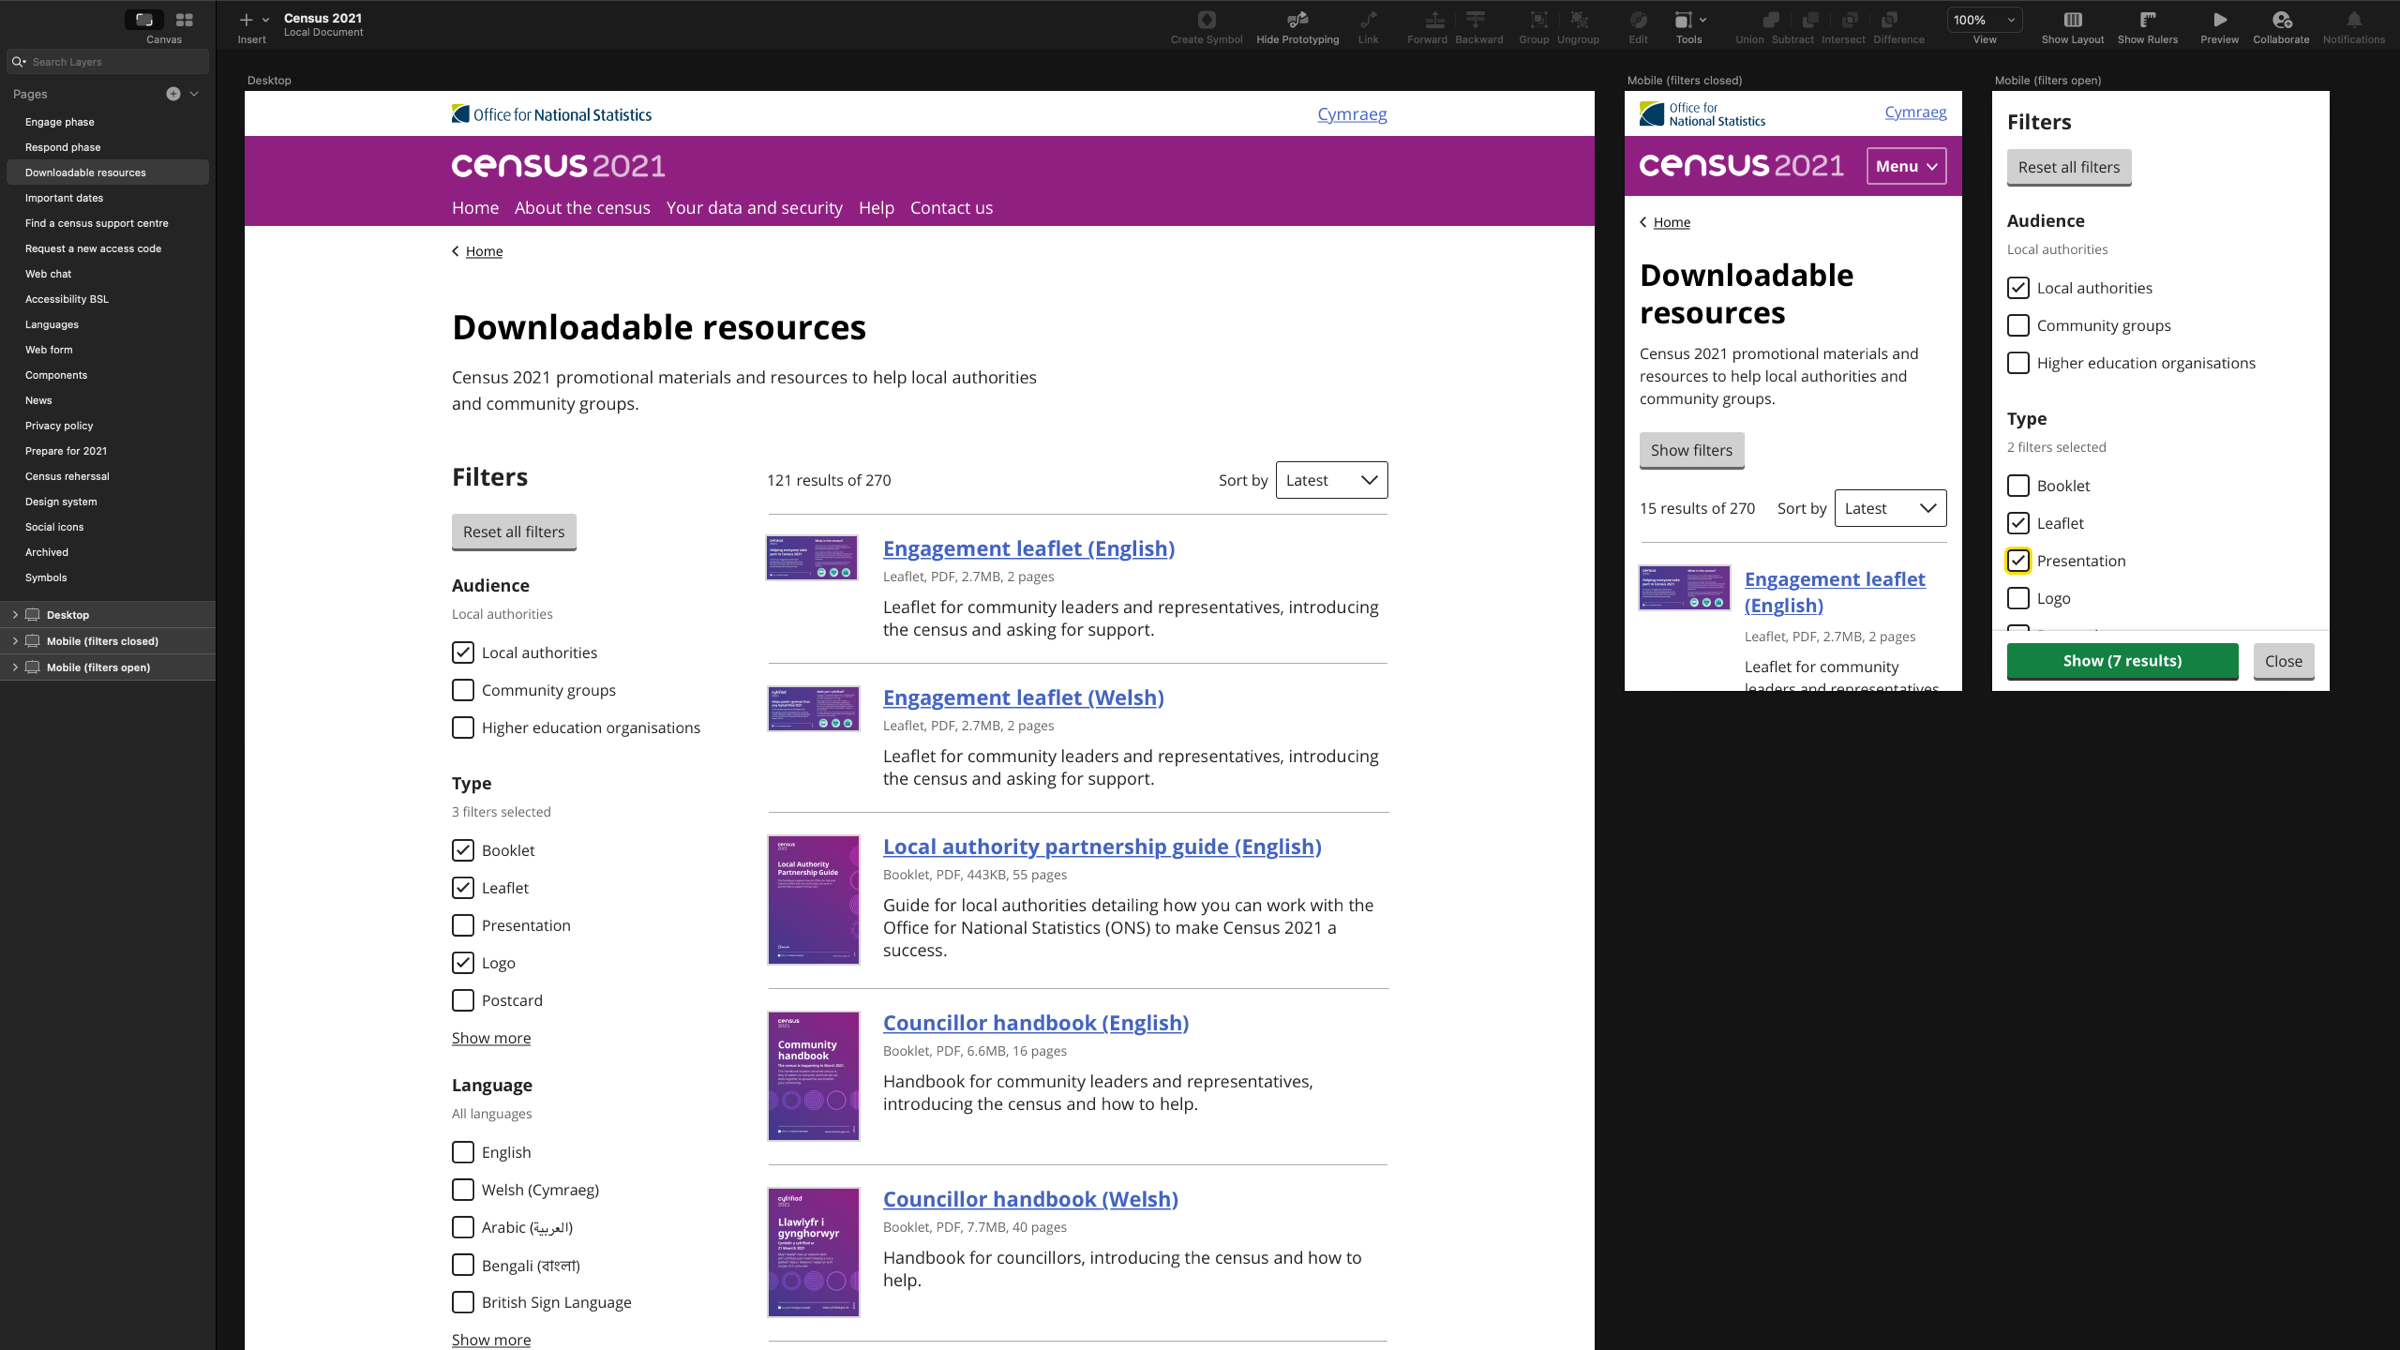 Canvas
Insert
Census 2021
Local Document
Create Symbol
Hide Prototyping
Link
Forward
Backward
Group
Ungroup
Edit
Tools
Union
Subtract
Intersect
Difference
100%
View
Show Layout
Show Rulers
Preview
Collaborate
Notifications
Search Layers
Pages
Engage phase
Respond phase
Downloadable resources
Important dates
Find a census support centre
Request a new access code
Web chat
Accessibility BSL
Languages
Web form
Components
News
Privacy policy
Prepare for 2021
Census reherssal
Design system
Social icons
Archived
Symbols
Desktop
Mobile (filters closed)
Mobile (filters open)
Desktop
Office for National Statistics
Cymraeg
census 2021
Home About the census Your data and security Help Contact us
Home
Downloadable resources
Census 2021 promotional materials and resources to help local authorities
and community groups.
Filters
Reset all filters
Audience
Local authorities
Local authorities
Community groups
Higher education organisations
Type
3 filters selected
Booklet
Leaflet
Presentation
Logo
Postcard
Show more
Language
All languages
English
Welsh (Cymraeg)
Arabic (العربية)
Bengali (বাংলা)
British Sign Language
Show more
121 results of 270
Sort by Latest
Engagement leaflet (English)
Leaflet, PDF, 2.7MB, 2 pages
Leaflet for community leaders and representatives, introducing
the census and asking for support.
Engagement leaflet (Welsh)
Leaflet, PDF, 2.7MB, 2 pages
Leaflet for community leaders and representatives, introducing
the census and asking for support.
Local Authority
Partnership Guide
Local authority partnership guide (English)
Booklet, PDF, 443KB, 55 pages
Guide for local authorities detailing how you can work with the
Office for National Statistics (ONS) to make Census 2021 a
success.
census
2021
Community
handbook
Councillor handbook (English)
Booklet, PDF, 6.6MB, 16 pages
Handbook for community leaders and representatives,
introducing the census and how to help.
cyfrifiad
2021
Llawlyfr i
gynghorwyr
Councillor handbook (Welsh)
Booklet, PDF, 7.7MB, 40 pages
Handbook for councillors, introducing the census and how to
help.
Mobile (filters closed)
Office for
National Statistics
Cymraeg
census 2021
Menu
Home
Downloadable
resources
Census 2021 promotional materials and
resources to help local authorities and
community groups.
Show filters
15 results of 270
Sort by Latest
Engagement leaflet
(English)
Leaflet, PDF, 2.7MB, 2 pages
Leaflet for community
leaders and representatives
Mobile (filters open)
Filters
Reset all filters
Audience
Local authorities
Local authorities
Community groups
Higher education organisations
Type
2 filters selected
Booklet
Leaflet
Presentation
Logo
Show (7 results)
Close